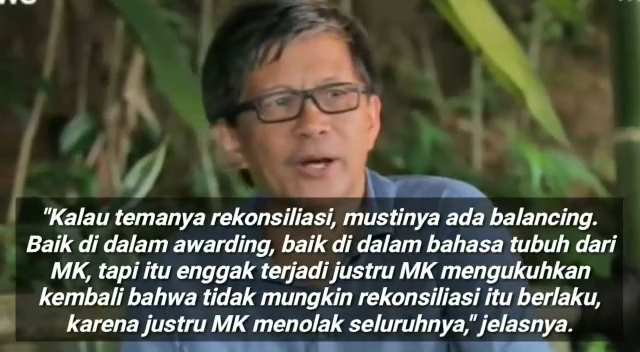 "Kalau temanya rekonsiliasi, mustinya ada balancing.
Baik di dalam awarding, baik di dalam bahasa tubuh dari
MK, tapi itu enggak terjadi justru MK mengukuhkan
kembali bahwa tidak mungkin rekonsiliasi itu berlaku,
karena justru MK menolak seluruhnya," jelasnya.